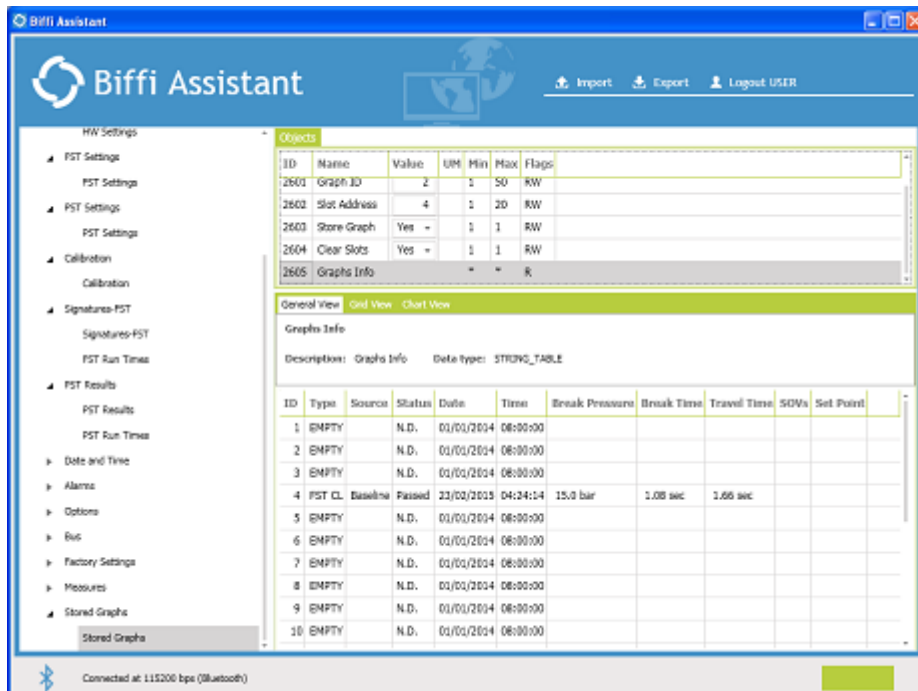 Biffi Assistant
Biffi Assistant
Import Export Logout USER
HW Settings
FST Settings
FST Settings
PST Settings
PST Settings
Calibration
Calibration
Signatures-FST
Signatures-FST
FST Run Times
PST Results
PST Results
PST Run Times
Date and Time
Alarms
Options
Bus
Factory Settings
Measures
Stored Graphs
Stored Graphs
Objects
ID Name Value UM Min Max Flags
2601 Graph ID 2 1 50 RW
2602 Slot Address 4 1 20 RW
2603 Store Graph Yes 1 1 RW
2604 Clear Slots Yes 1 1 RW
2605 Graphs Info * * R
General View Grid View Chart View
Graphs Info
Description: Graphs Info Data type: STRING_TABLE
ID Type Source Status Date Time Break Pressure Break Time Travel Time SOVs Set Point
1 EMPTY N.D. 01/01/2014 08:00:00
2 EMPTY N.D. 01/01/2014 08:00:00
3 EMPTY N.D. 01/01/2014 08:00:00
4 FST CL Baseline Passed 23/02/2015 04:24:14 15.0 bar 1.08 sec 1.66 sec
5 EMPTY N.D. 01/01/2014 08:00:00
6 EMPTY N.D. 01/01/2014 08:00:00
7 EMPTY N.D. 01/01/2014 08:00:00
8 EMPTY N.D. 01/01/2014 08:00:00
9 EMPTY N.D. 01/01/2014 08:00:00
10 EMPTY N.D. 01/01/2014 08:00:00
Connected at 115200 bps (Bluetooth)